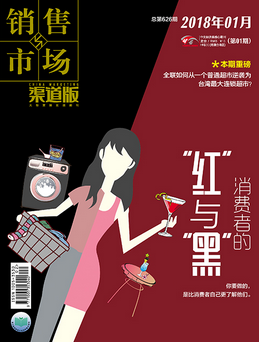 销售与市场
CHINA MARKETING
渠道版
总第626期
2018年01月
(第01期)
★本期重磅
全联如何从一个普通超市逆袭为
台湾最大连锁超市?
消费者的
“红”与“黑”
你要做的,
是比消费者自己更了解他们。